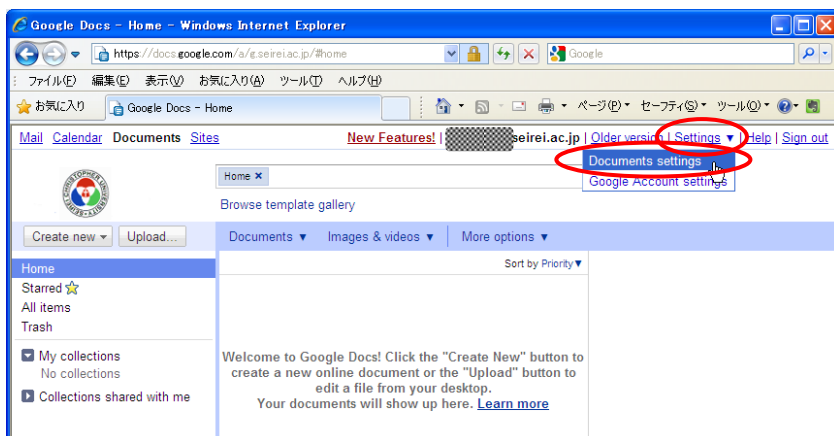 Google Docs - Home - Windows Internet Explorer
https://docs.google.com/a/g.seirei.ac.jp/#home
Google
ファイル(F) 編集(E) 表示(V) お気に入り(A) ツール(T) ヘルプ(H)
お気に入り Google Docs - Home ページ(P) セーフティ(S) ツール(O)
Mail Calendar Documents Sites New Features! | seirei.ac.jp | Older version | Settings ▼ | Help | Sign out
Documents settings
Google Account settings
Home ×
Browse template gallery
Create new Upload... Documents ▼ Images & videos ▼ More options ▼
Home
Sort by Priority▼
Starred
All items
Trash
My collections
No collections
Collections shared with me
Welcome to Google Docs! Click the "Create New" button to
create a new online document or the "Upload" button to
edit a file from your desktop.
Your documents will show up here. Learn more